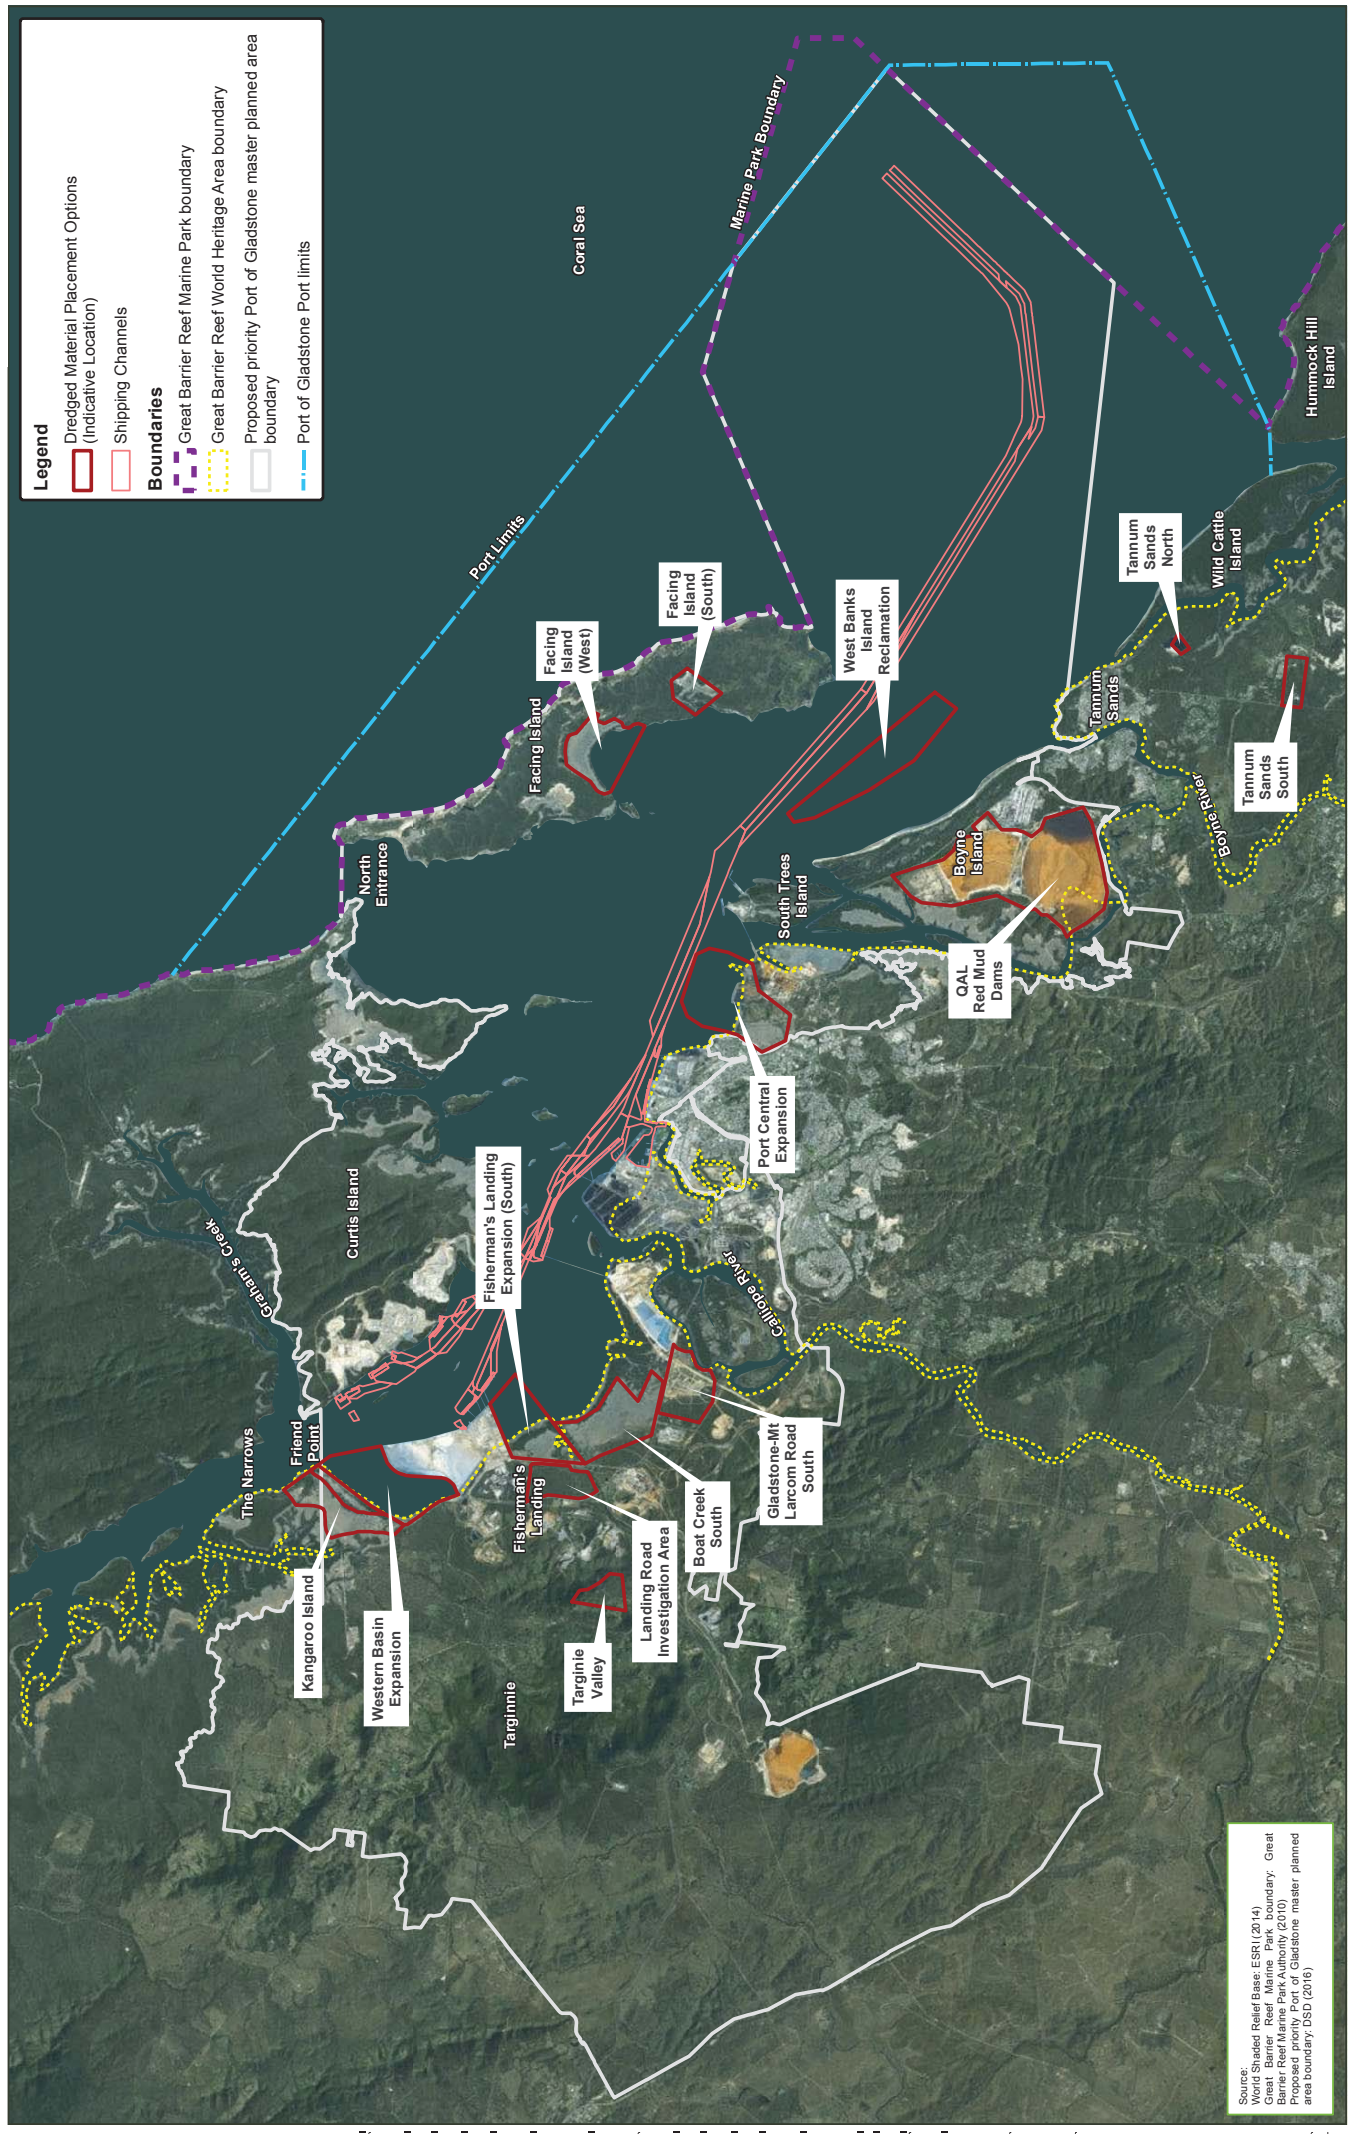 Legend
Dredged Material Placement Options
(Indicative Location)
Shipping Channels
Boundaries
Great Barrier Reef Marine Park boundary
Great Barrier Reef World Heritage Area boundary
Proposed priority Port of Gladstone master planned area
boundary
Port of Gladstone Port limits
Coral Sea
Marine Park Boundary
Port Limits
Hummock Hill
Island
Facing
Island
(South)
Facing
Island
(West)
Facing Island
West Banks
Island
Reclamation
Tannum
Sands
North
Wild Cattle
Island
Tannum
Sands
Tannum
Sands
South
Boyne River
Boyne
Island
North
Entrance
South Trees
Island
QAL
Red Mud
Dams
Port Central
Expansion
Curtis Island
Graham's Creek
Fisherman's Landing
Expansion (South)
Calliope River
The Narrows
Friend
Point
Fisherman's
Landing
Gladstone-Mt
Larcom Road
South
Boat Creek
South
Landing Road
Investigation Area
Kangaroo Island
Western Basin
Expansion
Targinie
Valley
Targinnie
Source:
World Shaded Relief Base: ESRI (2014)
Great Barrier Reef Marine Park boundary: Great
Barrier Reef Marine Park Authority (2010)
Proposed priority Port of Gladstone master planned
area boundary: DSD (2016)